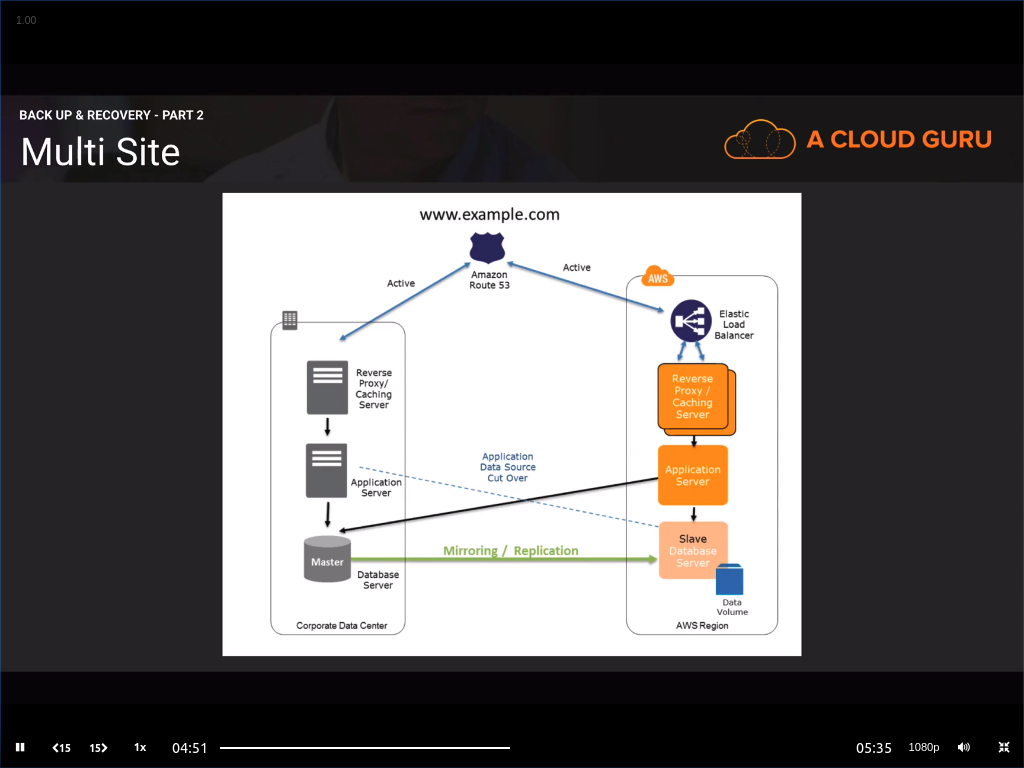 1.00
BACK UP & RECOVERY - PART 2
Multi Site
A CLOUD GURU
www.example.com
Amazon
Route 53
Active
Active
AWS
Elastic
Load
Balancer
Reverse
Proxy/
Caching
Server
Reverse
Proxy /
Caching
Server
Application
Server
Application
Data Source
Cut Over
Application
Server
Master
Database
Server
Mirroring / Replication
Slave
Database
Server
Data
Volume
Corporate Data Center
AWS Region
15
15
1x
04:51
05:35
1080p